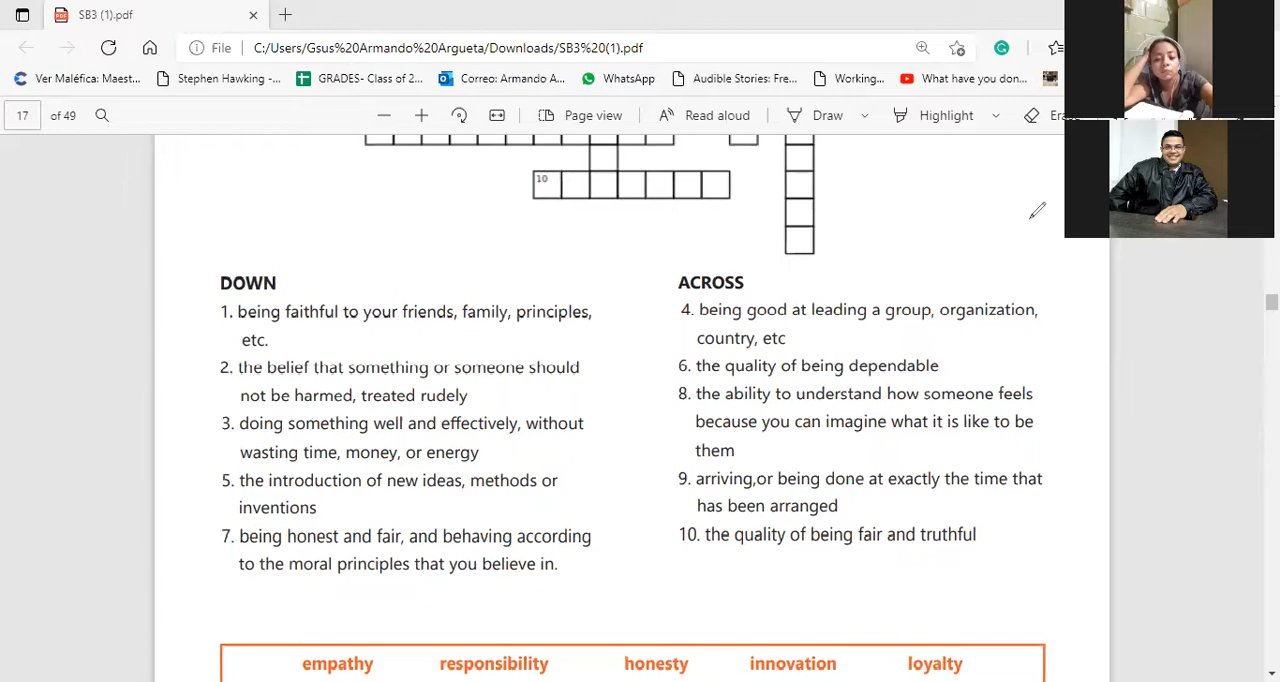 SB3 (1).pdf
File C:/Users/Gsus%20Armando%20Argueta/Downloads/SB3%20(1).pdf
Ver Maléfica: Maest... Stephen Hawking -... GRADES- Class of 2... Correo: Armando A... WhatsApp Audible Stories: Fre... Working... What have you don...
17 of 49 Page view Read aloud Draw Highlight
10
DOWN
1. being faithful to your friends, family, principles,
etc.
2. the belief that something or someone should
not be harmed, treated rudely
3. doing something well and effectively, without
wasting time, money, or energy
5. the introduction of new ideas, methods or
inventions
7. being honest and fair, and behaving according
to the moral principles that you believe in.
ACROSS
4. being good at leading a group, organization,
country, etc
6. the quality of being dependable
8. the ability to understand how someone feels
because you can imagine what it is like to be
them
9. arriving,or being done at exactly the time that
has been arranged
10. the quality of being fair and truthful
empathy responsibility honesty innovation loyalty